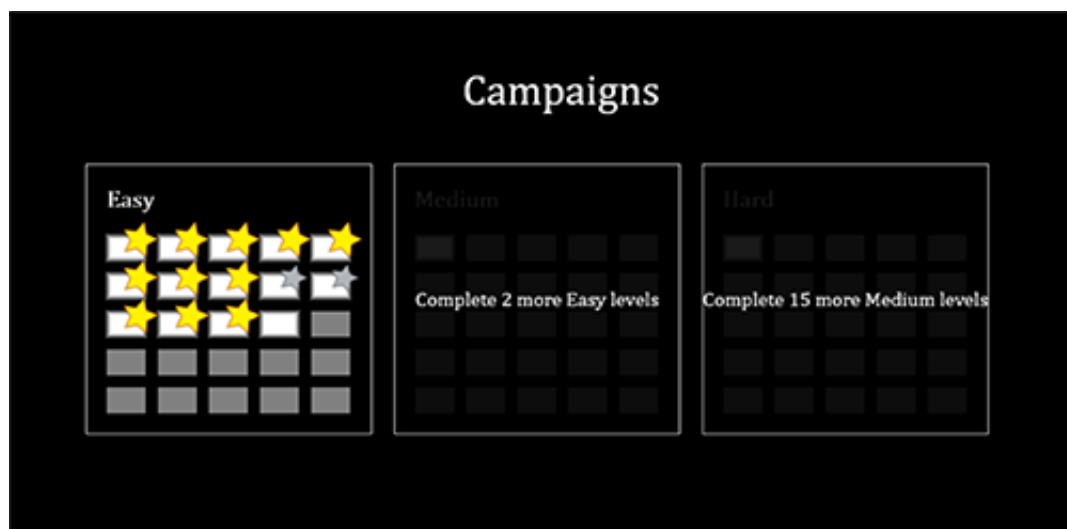 Campaigns
Easy
Medium
Hard
Complete 2 more Easy levels
Complete 15 more Medium levels